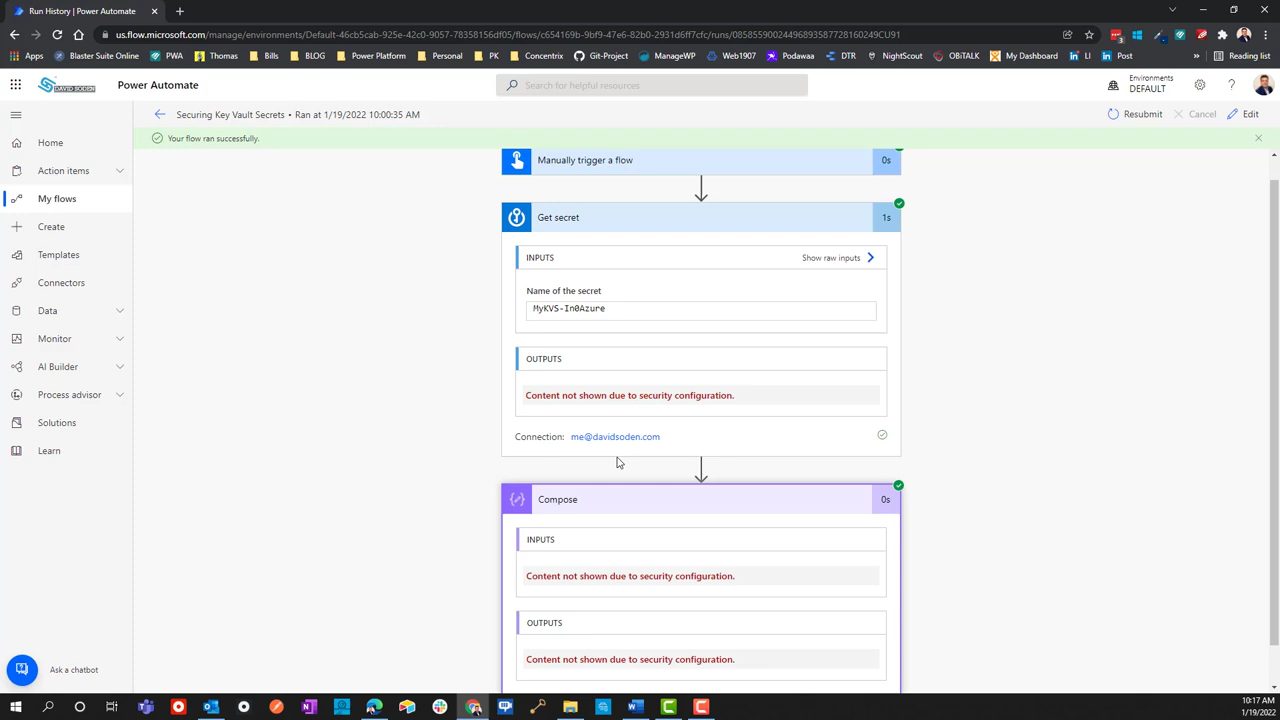 Run History | Power Automate
us.flow.microsoft.com/manage/environments/Default-46cb5cab-925e-42c0-9057-78358156df05/flows/c654169b-9bf9-47e6-82b0-2931d6ff7cfc/runs/08585590024496893587728160249CU91
Apps
Blaster Suite Online
PWA
Thomas
Bits
BLOG
Power Platform
Personal
PK
Concentrix
Git-Project
ManageWP
Web1907
Podawaa
DTR
NightScout
OBiTALK
My Dashboard
LI
Post
»
Reading list
DAVID SODEN
Power Automate
Search for helpful resources
Environments
DEFAULT
Securing Key Vault Secrets • Ran at 1/19/2022 10:00:35 AM
Resubmit
Cancel
Edit
Your flow ran successfully.
Home
Action items
My flows
Create
Templates
Connectors
Data
Monitor
AI Builder
Process advisor
Solutions
Learn
Ask a chatbot
Manually trigger a flow
0s
Get secret
1s
INPUTS
Show raw inputs
Name of the secret
MyKVS-In0Azure
OUTPUTS
Content not shown due to security configuration.
Connection: me@davidsoden.com
Compose
0s
INPUTS
Content not shown due to security configuration.
OUTPUTS
Content not shown due to security configuration.
10:17 AM
1/19/2022